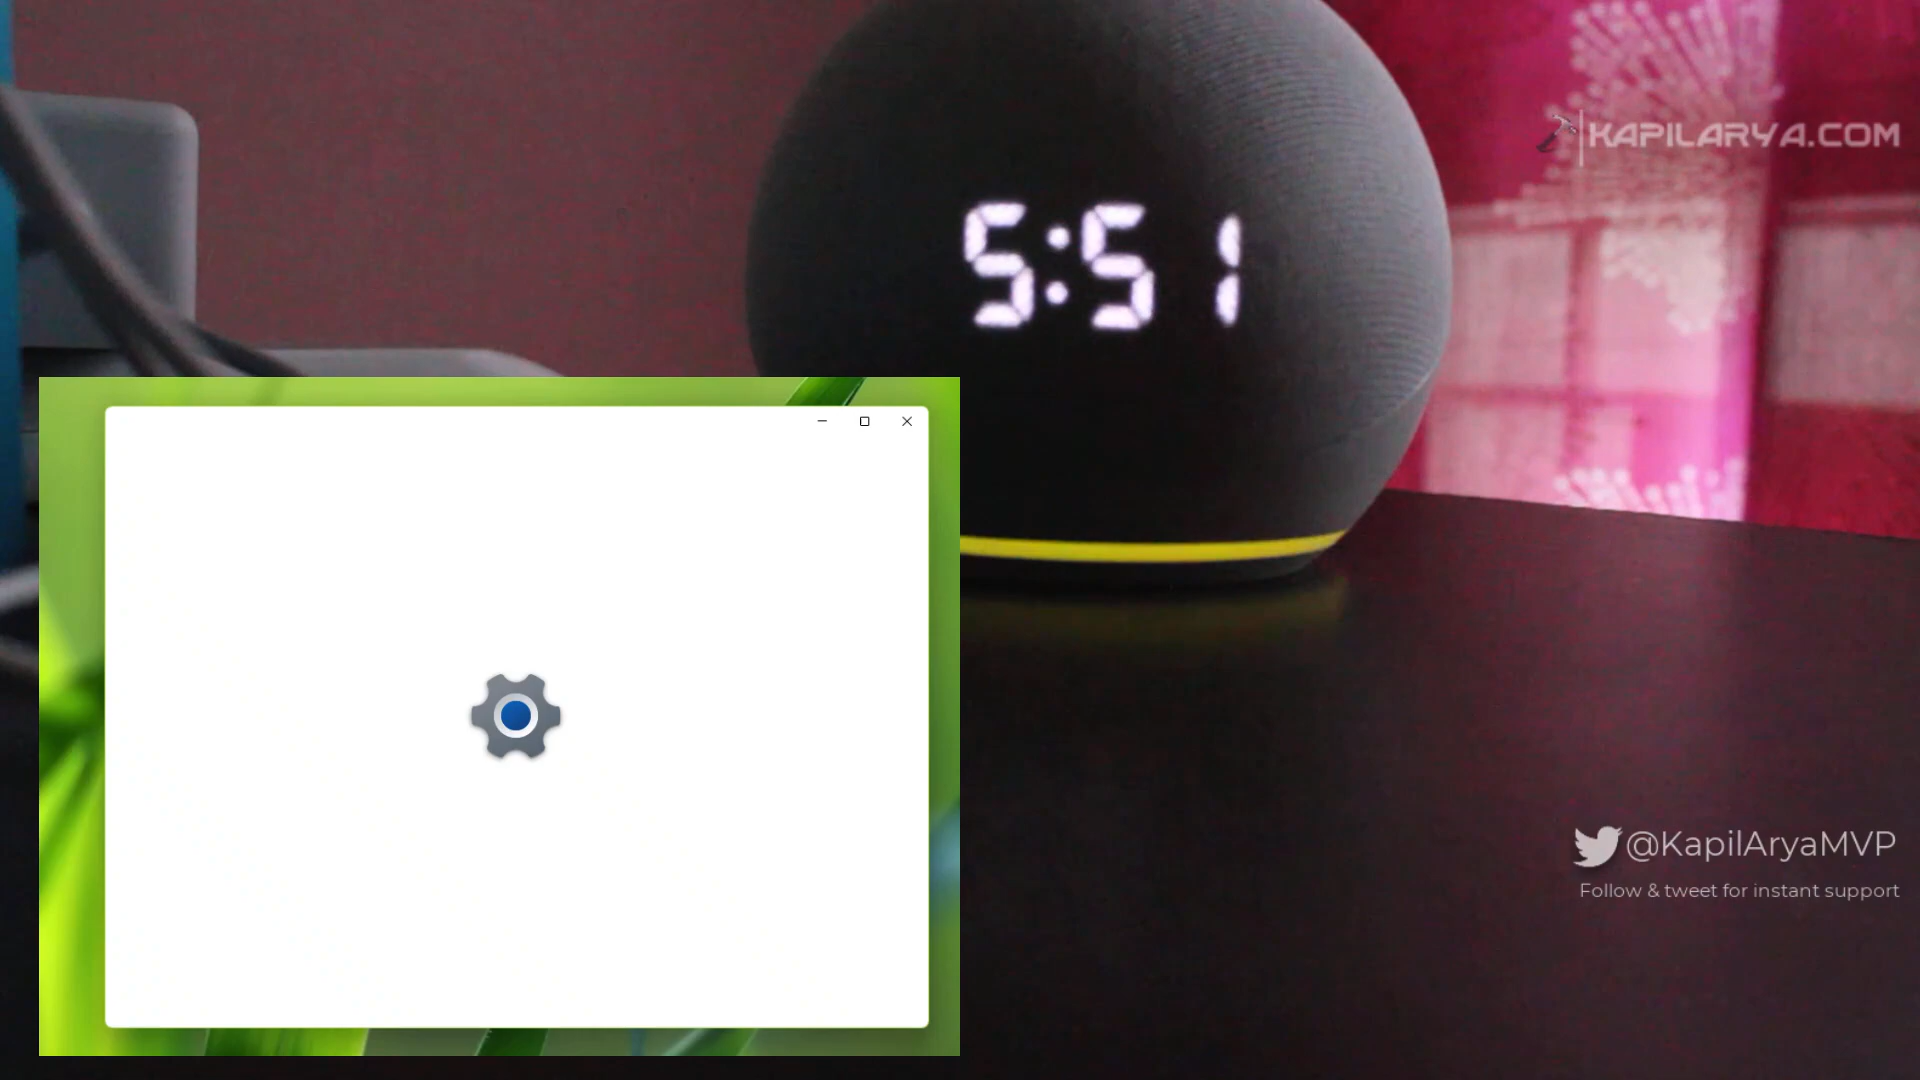 KAPILARYA.COM
5:51
@KapilAryaMVP
Follow & tweet for instant support